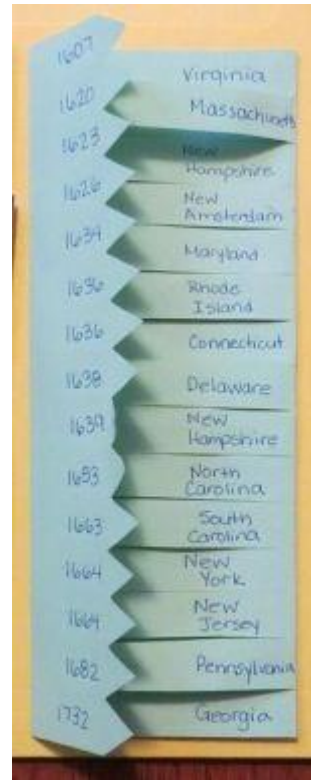 1607 Virginia
1620 Massachusetts
1623 New
Hampshire
1626 New
Amsterdam
1634 Maryland
1636 Rhode
Island
1636 Connecticut
1638 Delaware
1639 New
Hampshire
1653 North
Carolina
1663 South
Carolina
1664 New
York
1664 New
Jersey
1682 Pennsylvania
1732 Georgia